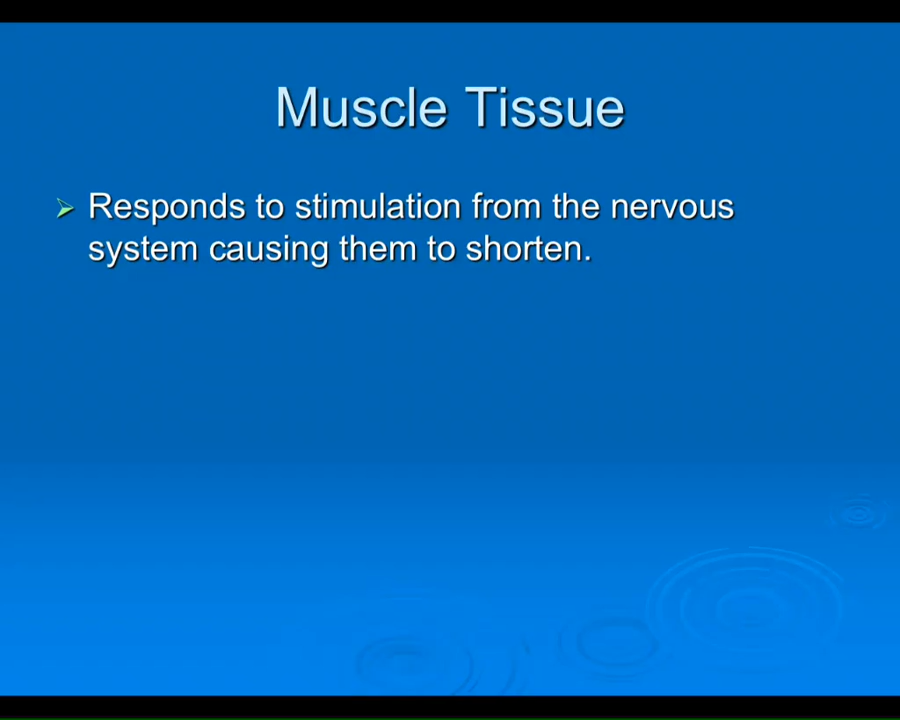 Muscle Tissue
Responds to stimulation from the nervous
system causing them to shorten.